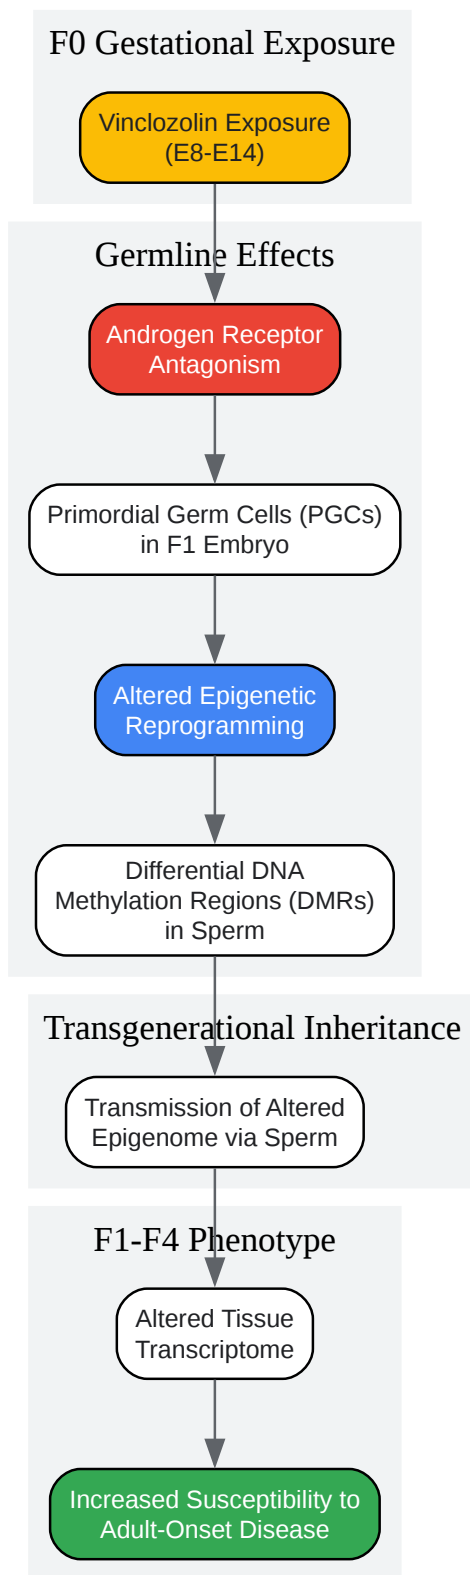 F0 Gestational Exposure
Vinclozolin Exposure
(E8-E14)
Germline Effects
Androgen Receptor
Antagonism
Primordial Germ Cells (PGCs)
in F1 Embryo
Altered Epigenetic
Reprogramming
Differential DNA
Methylation Regions (DMRs)
in Sperm
Transgenerational Inheritance
Transmission of Altered
Epigenome via Sperm
F1-F4 Phenotype
Altered Tissue
Transcriptome
Increased Susceptibility to
Adult-Onset Disease